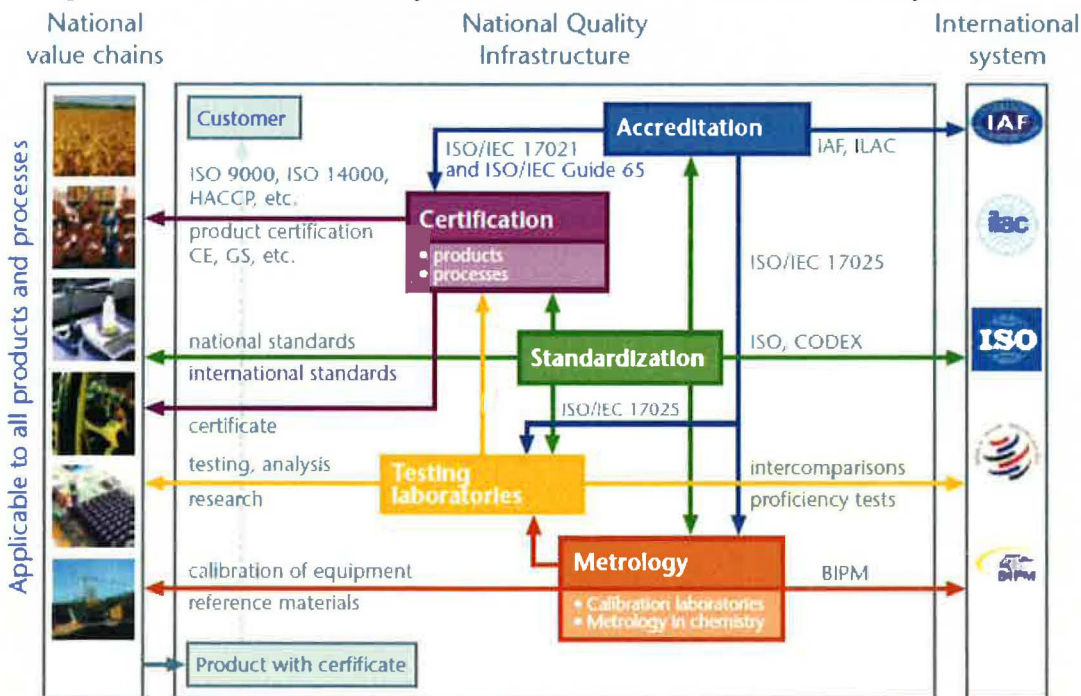 National
value chains
National Quality
Infrastructure
International
system
Applicable to all products and processes
Customer
Accreditation
IAF, ILAC
IAF
ISO/IEC 17021
and ISO/IEC Guide 65
ISO 9000, ISO 14000,
HACCP, etc.
product certification
CE, GS, etc.
Certification
• products
• processes
ilac
ISO/IEC 17025
national standards
international standards
Standardization
ISO, CODEX
ISO
ISO/IEC 17025
certificate
testing, analysis
research
Testing
laboratories
intercomparisons
proficiency tests
calibration of equipment
reference materials
Metrology
• Calibration laboratories
• Metrology in chemistry
BIPM
BIPM
Product with cerfificate